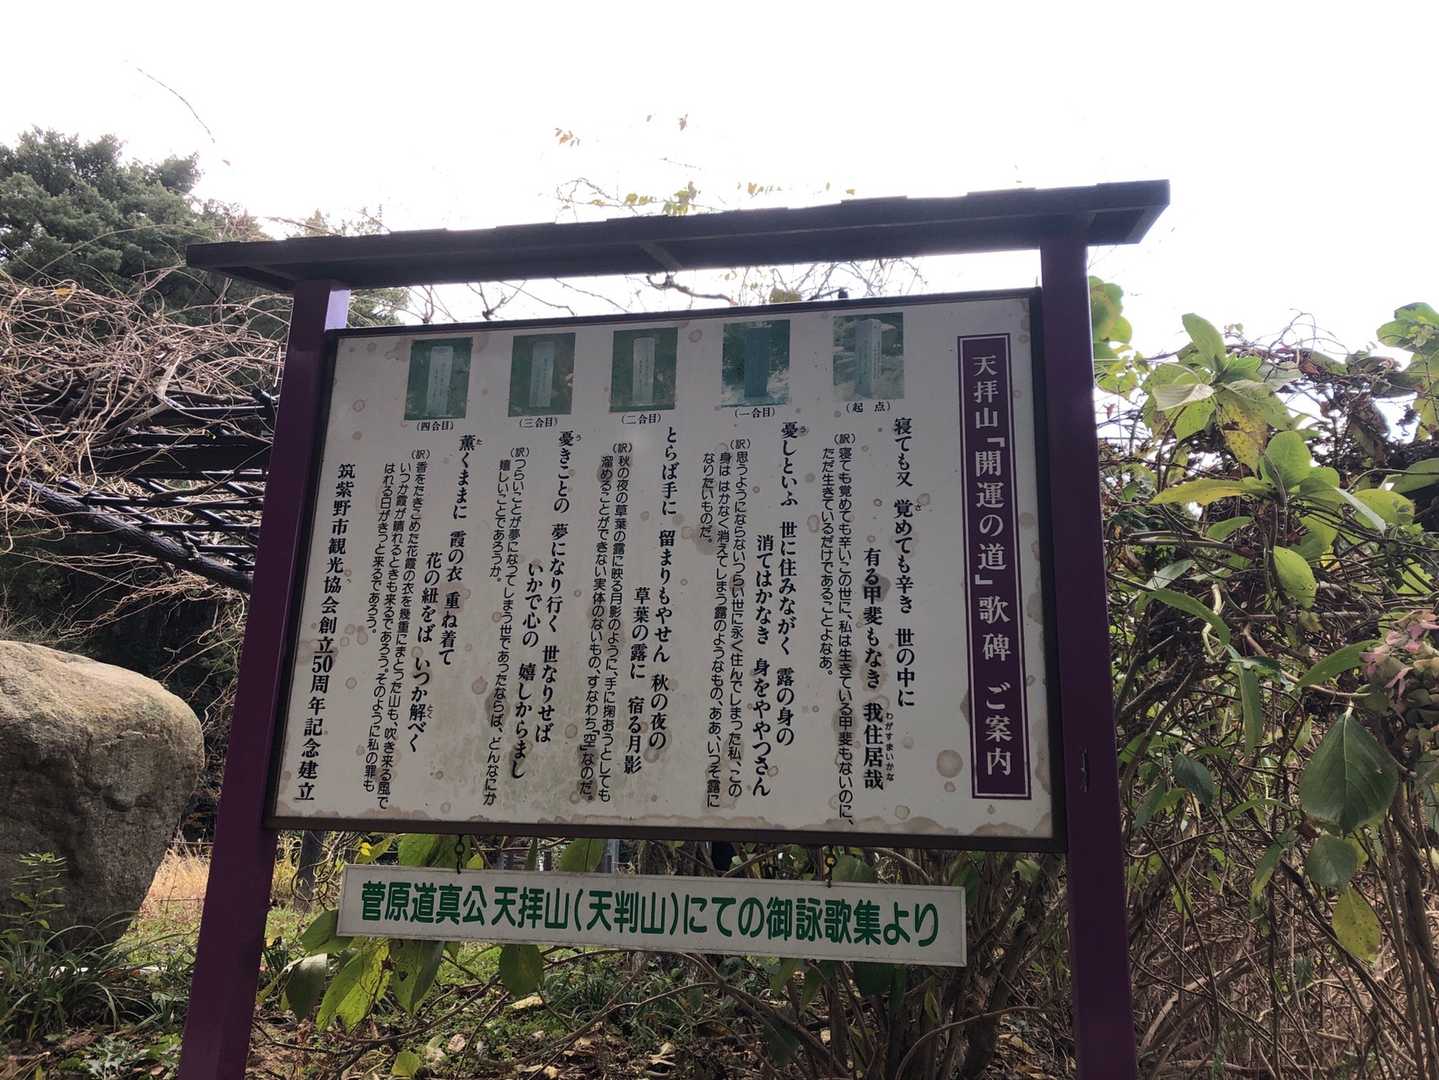 天拝山「開運の道」歌碑 ご案内
(起 点)
寝ても又 覚めても辛き 世の中に
有る甲斐もなき 我住居哉
(訳)寝ても覚めても辛いこの世に、私は生きている甲斐もないのに、
ただ生きているだけであることよなあ。
(一合目)
憂しといふ 世に住みながく 露の身の
消てはかなき 身をややつさん
(訳)思うようにならないつらい世に永く住んでしまった私、この
身ははかなく消えてしまう露のようなもの、ああ、いっそ露に
なりたいものだ。
(二合目)
とらば手に 留まりもやせん 秋の夜の
草葉の露に 宿る月影
(訳)秋の夜の草葉の露に映る月影のように、手に掬おうとしても
溜めることができない実体のないもの、すなわち『空』なのだ。
(三合目)
憂きことの 夢になり行く 世なりせば
いかで心の 嬉しからまし
(訳)つらいことが夢になってしまう世であったならば、どんなにか
嬉しいことであろうか。
(四合目)
薫くままに 霞の衣 重ね着て
花の紐をば いつか解べく
(訳)香をたきこめた花霞の衣を幾重にまとった山も、吹き来る風で
いつか霞が晴れるときも来るであろう。そのように私の罪も
はれる日がきっと来るであろう。
筑紫野市観光協会創立50周年記念建立
菅原道真公 天拝山(天判山)にての御詠歌集より